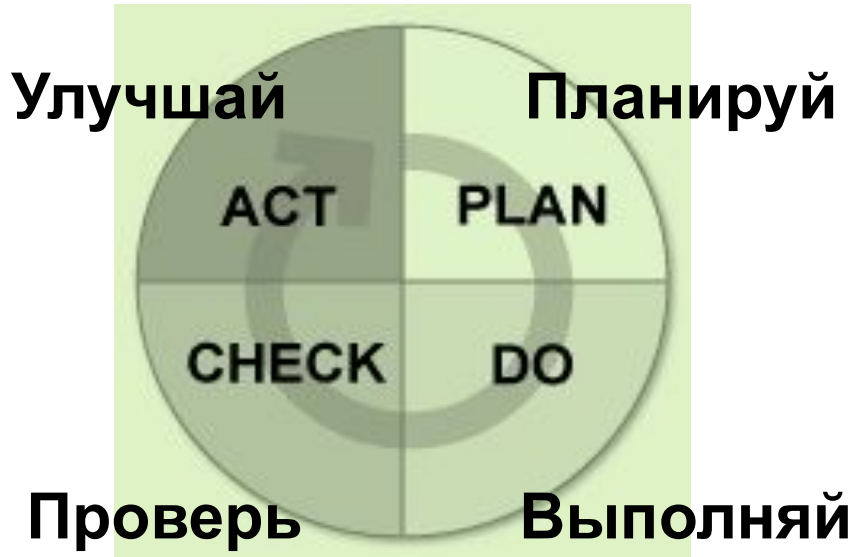 Улучшай
Планируй
ACT
PLAN
CHECK
DO
Проверь
Выполняй